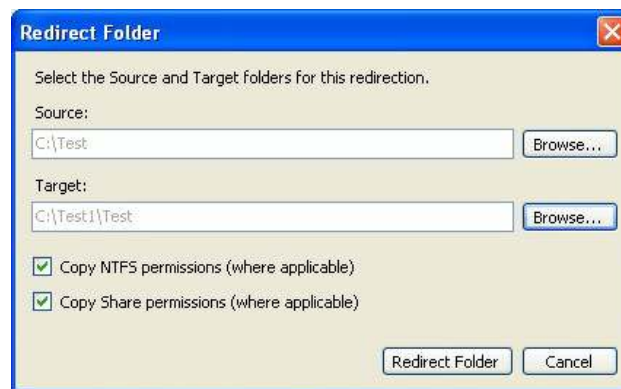 Redirect Folder
Select the Source and Target folders for this redirection.
Source:
C:\Test
Browse...
Target:
C:\Test1\Test
Browse...
Copy NTFS permissions (where applicable)
Copy Share permissions (where applicable)
Redirect Folder Cancel